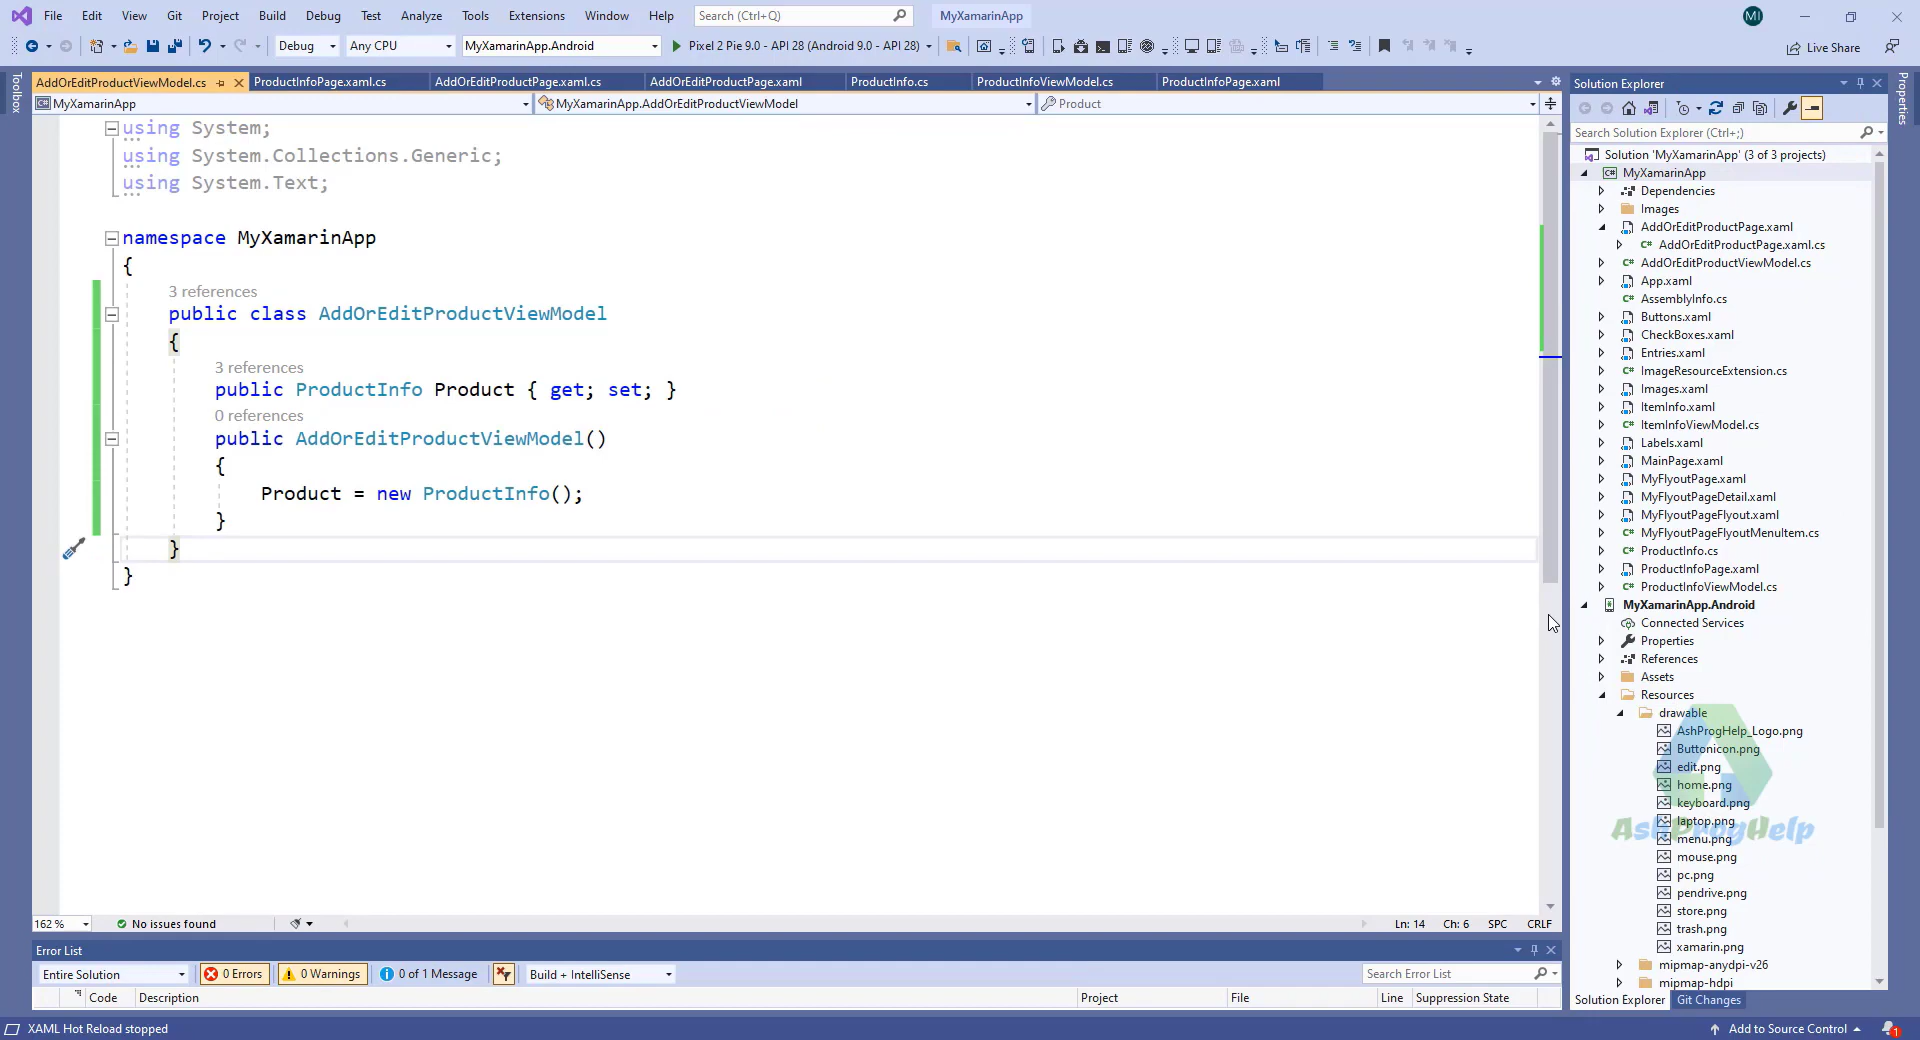 File Edit View Git Project Build Debug Test Analyze Tools Extensions Window Help Search (Ctrl+Q) MyXamarinApp MI
Debug Any CPU MyXamarinApp.Android Pixel 2 Pie 9.0 - API 28 (Android 9.0 - API 28) Live Share
Toolbox
AddOrEditProductViewModel.cs ProductInfoPage.xaml.cs AddOrEditProductPage.xaml.cs AddOrEditProductPage.xaml ProductInfo.cs ProductInfoViewModel.cs ProductInfoPage.xaml
MyXamarinApp MyXamarinApp.AddOrEditProductViewModel Product
using System;
using System.Collections.Generic;
using System.Text;
namespace MyXamarinApp
{
3 references
public class AddOrEditProductViewModel
{
3 references
public ProductInfo Product { get; set; }
0 references
public AddOrEditProductViewModel()
{
Product = new ProductInfo();
}
}
}
162 % No issues found Ln: 14 Ch: 6 SPC CRLF
Error List
Entire Solution 0 Errors 0 Warnings 0 of 1 Message Build + IntelliSense Search Error List
Code Description Project File Line Suppression State
Solution Explorer
Search Solution Explorer (Ctrl+;)
Solution 'MyXamarinApp' (3 of 3 projects)
C# MyXamarinApp
Dependencies
Images
AddOrEditProductPage.xaml
C# AddOrEditProductPage.xaml.cs
C# AddOrEditProductViewModel.cs
App.xaml
C# AssemblyInfo.cs
Buttons.xaml
CheckBoxes.xaml
Entries.xaml
C# ImageResourceExtension.cs
Images.xaml
ItemInfo.xaml
C# ItemInfoViewModel.cs
Labels.xaml
MainPage.xaml
MyFlyoutPage.xaml
MyFlyoutPageDetail.xaml
MyFlyoutPageFlyout.xaml
C# MyFlyoutPageFlyoutMenuItem.cs
C# ProductInfo.cs
ProductInfoPage.xaml
C# ProductInfoViewModel.cs
MyXamarinApp.Android
Connected Services
Properties
References
Assets
Resources
drawable
AshProgHelp_Logo.png
Buttonicon.png
edit.png
home.png
keyboard.png
laptop.png
AshProgHelp
menu.png
mouse.png
pc.png
pendrive.png
store.png
trash.png
xamarin.png
mipmap-anydpi-v26
mipmap-hdpi
Solution Explorer Git Changes
Properties
XAML Hot Reload stopped Add to Source Control 1